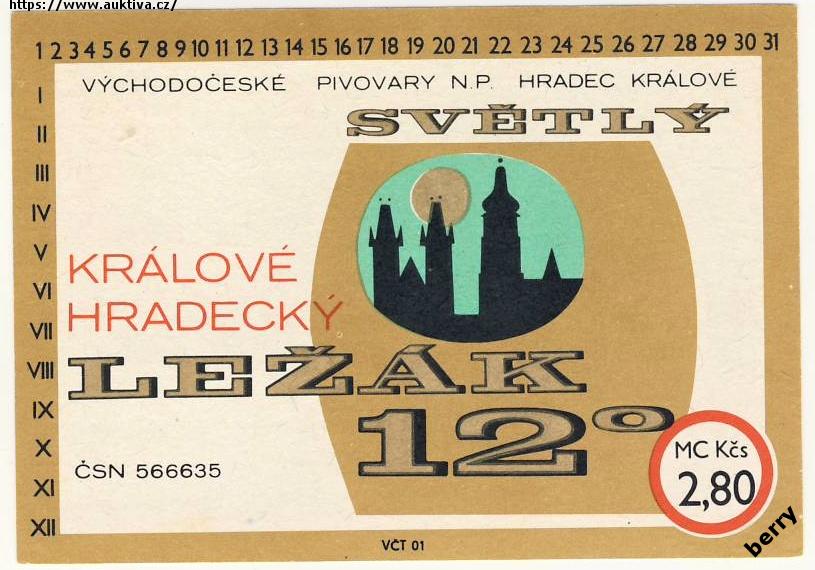 https://www.auktiva.cz/
1 2 3 4 5 6 7 8 9 10 11 12 13 14 15 16 17 18 19 20 21 22 23 24 25 26 27 28 29 30 31
I
II
III
IV
V
VI
VII
VIII
IX
X
XI
XII
VÝCHODOČESKÉ PIVOVARY N.P. HRADEC KRÁLOVÉ
SVĚTLÝ
KRÁLOVÉ
HRADECKÝ
LEŽÁK
12°
ČSN 566635
MC Kčs
2,80
VČT 01
berry